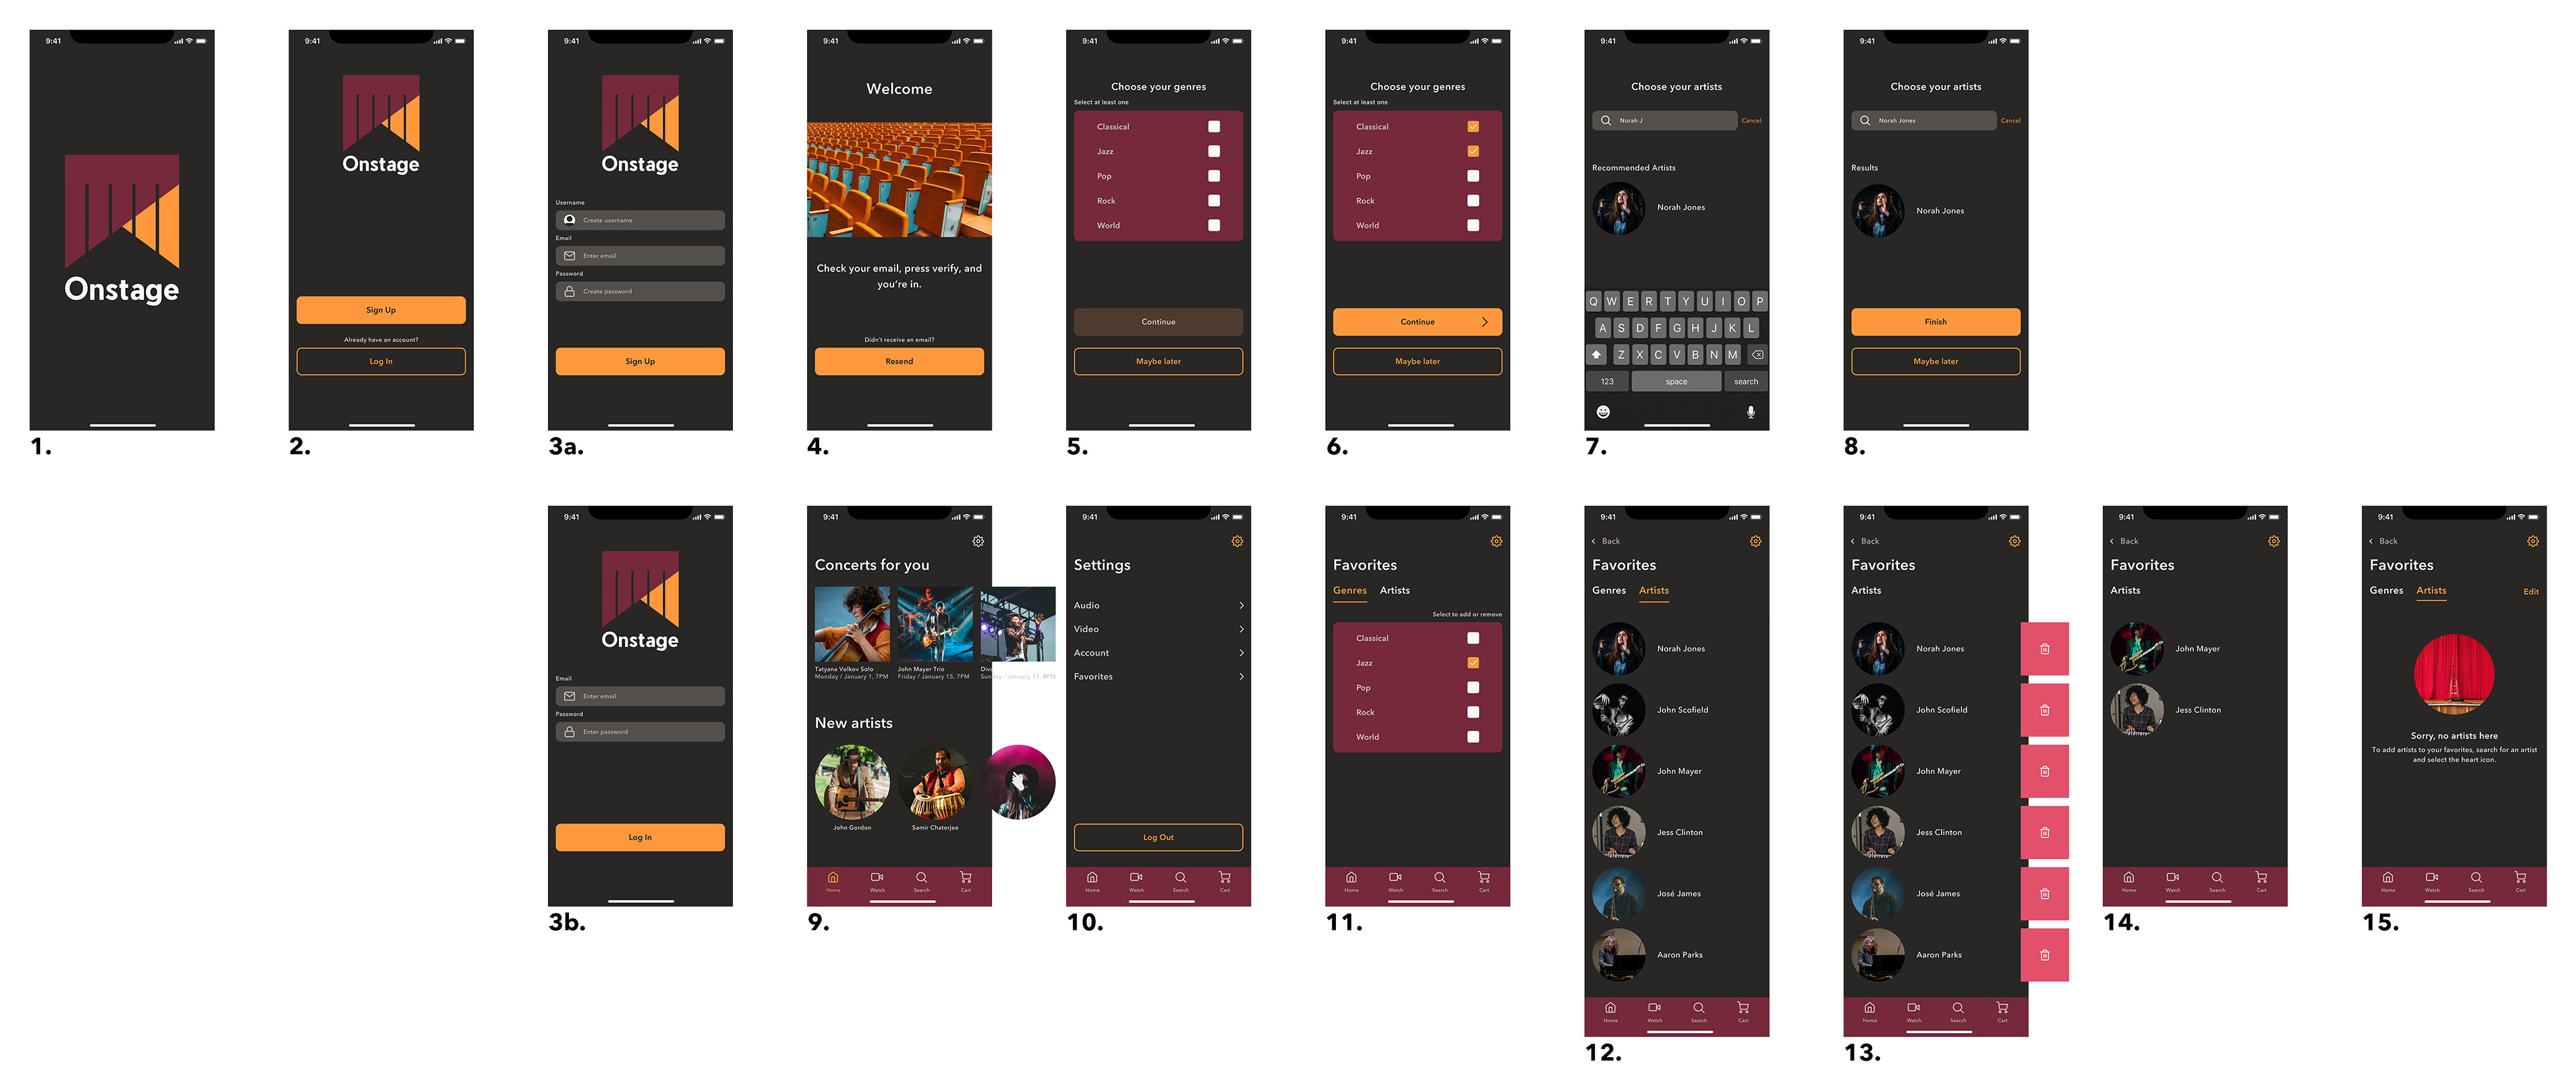 9:41
Onstage
1.
9:41
Onstage
Sign Up
Already have an account?
Log In
2.
9:41
Onstage
Username
Create username
Email
Enter email
Password
Create password
Sign Up
3a.
9:41
Welcome
Check your email, press verify, and
you're in.
Didn't receive an email?
Resend
4.
9:41
Choose your genres
Select at least one
Classical
Jazz
Pop
Rock
World
Continue
Maybe later
5.
9:41
Choose your genres
Select at least one
Classical
Jazz
Pop
Rock
World
Continue
Maybe later
6.
9:41
Choose your artists
Norah J
Cancel
Recommended Artists
Norah Jones
Q W E R T Y U I O P
A S D F G H J K L
Z X C V B N M
123 space search
7.
9:41
Choose your artists
Norah Jones
Cancel
Results
Norah Jones
Finish
Maybe later
8.
9:41
Onstage
Email
Enter email
Password
Enter password
Log In
3b.
9:41
Concerts for you
Tatyana Volkov Solo
Monday / January 1, 7PM
John Mayer Trio
Friday / January 15, 7PM
Sunday / January 17, 8PM
New artists
John Gordon
Samir Chaterjee
Home Watch Search Cart
9.
9:41
Settings
Audio
Video
Account
Favorites
Log Out
Home Watch Search Cart
10.
9:41
Favorites
Genres Artists
Select to add or remove
Classical
Jazz
Pop
Rock
World
Home Watch Search Cart
11.
9:41
Back
Favorites
Genres Artists
Norah Jones
John Scofield
John Mayer
Jess Clinton
José James
Aaron Parks
Home Watch Search Cart
12.
9:41
Back
Favorites
Artists
Norah Jones
John Scofield
John Mayer
Jess Clinton
José James
Aaron Parks
Home Watch Search Cart
13.
9:41
Back
Favorites
Artists
John Mayer
Jess Clinton
Home Watch Search Cart
14.
9:41
Back
Favorites
Genres Artists Edit
Sorry, no artists here
To add artists to your favorites, search for an artist
and select the heart icon.
Home Watch Search Cart
15.